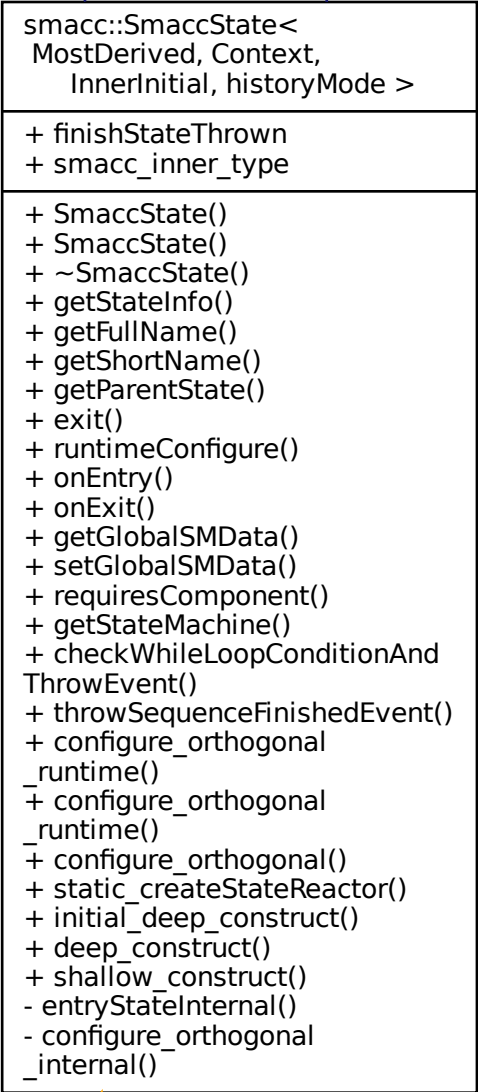 smacc::SmaccState<
MostDerived, Context,
InnerInitial, historyMode >
+ finishStateThrown
+ smacc_inner_type
+ SmaccState()
+ SmaccState()
+ ~SmaccState()
+ getStateInfo()
+ getFullName()
+ getShortName()
+ getParentState()
+ exit()
+ runtimeConfigure()
+ onEntry()
+ onExit()
+ getGlobalSMData()
+ setGlobalSMData()
+ requiresComponent()
+ getStateMachine()
+ checkWhileLoopConditionAnd
ThrowEvent()
+ throwSequenceFinishedEvent()
+ configure_orthogonal
_runtime()
+ configure_orthogonal
_runtime()
+ configure_orthogonal()
+ static_createStateReactor()
+ initial_deep_construct()
+ deep_construct()
+ shallow_construct()
- entryStateInternal()
- configure_orthogonal
_internal()